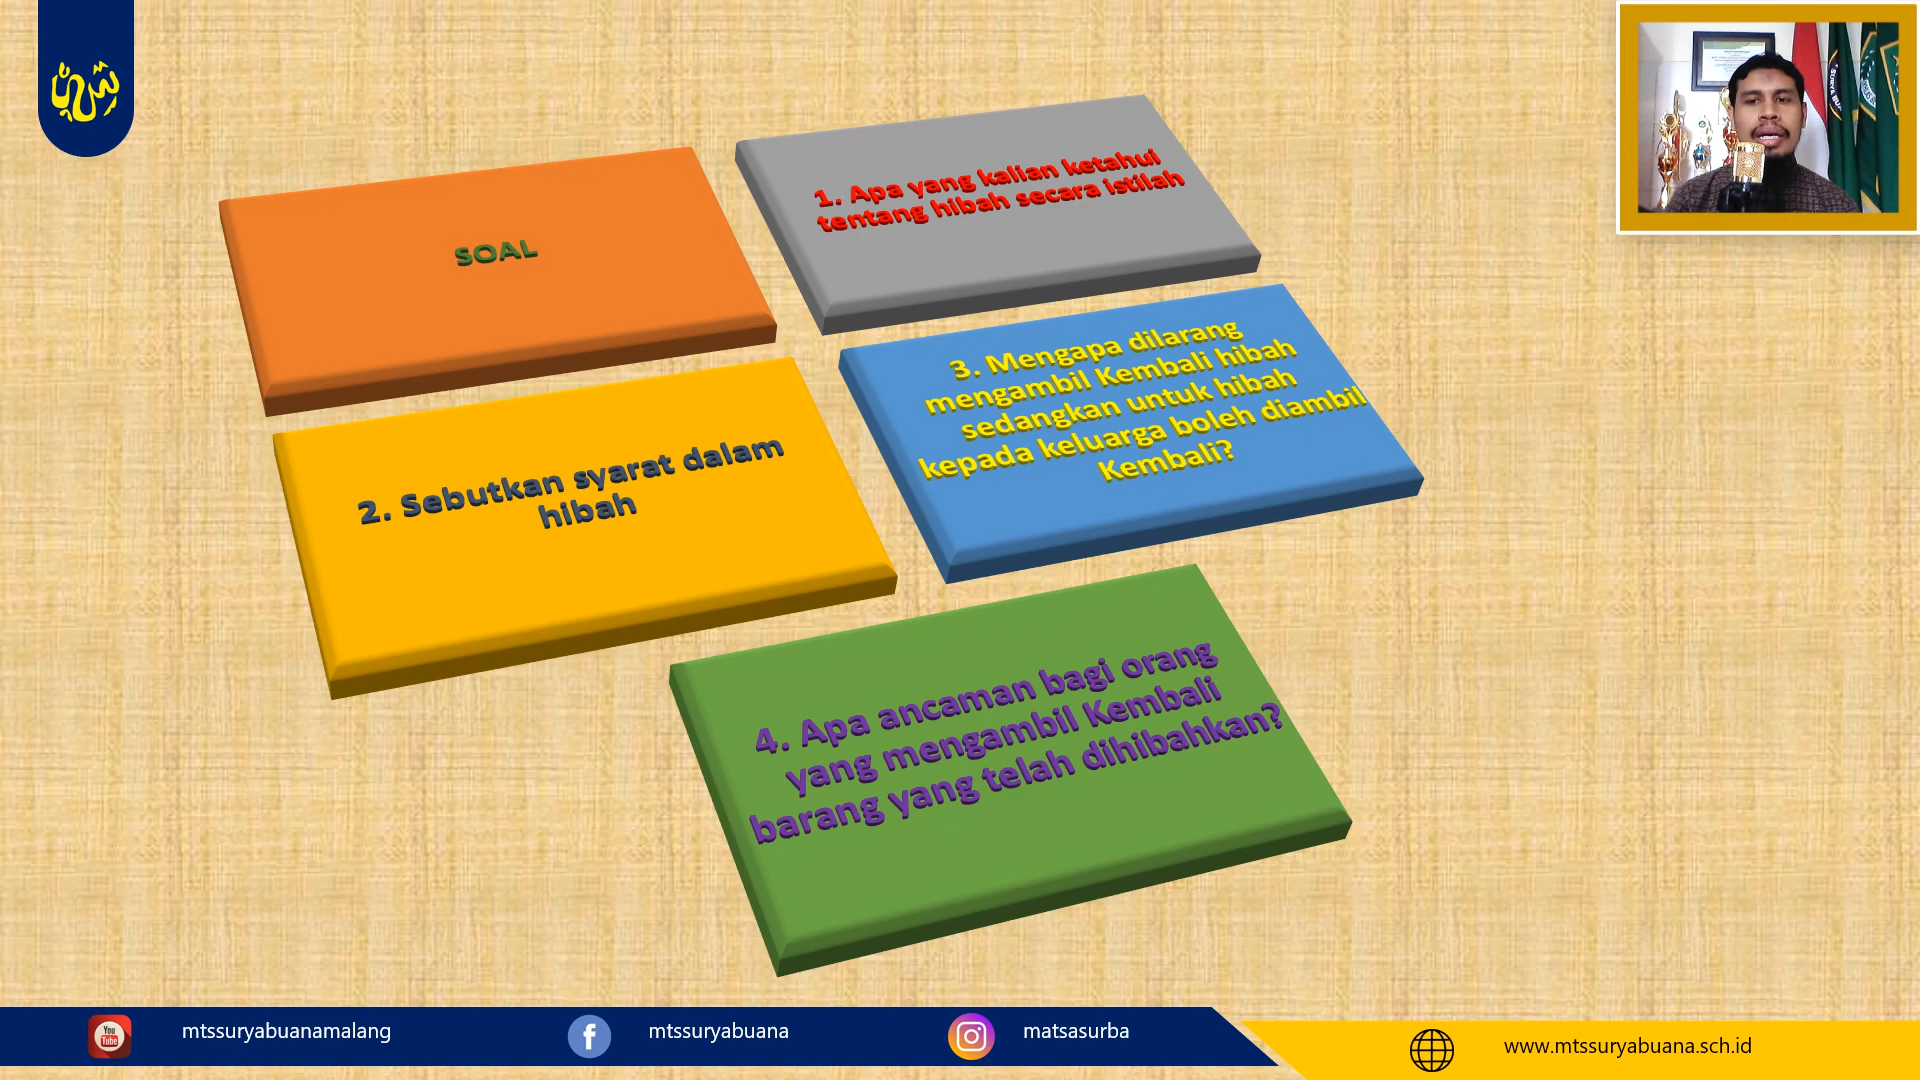 SOAL
1. Apa yang kalian ketahui
tentang hibah secara istilah
2. Sebutkan syarat dalam
hibah
3. Mengapa dilarang
mengambil Kembali hibah
sedangkan untuk hibah
kepada keluarga boleh diambil
Kembali?
4. Apa ancaman bagi orang
yang mengambil Kembali
barang yang telah dihibahkan?
You
Tube
mtssuryabuanamalang
mtssuryabuana
matsasurba
www.mtssuryabuana.sch.id